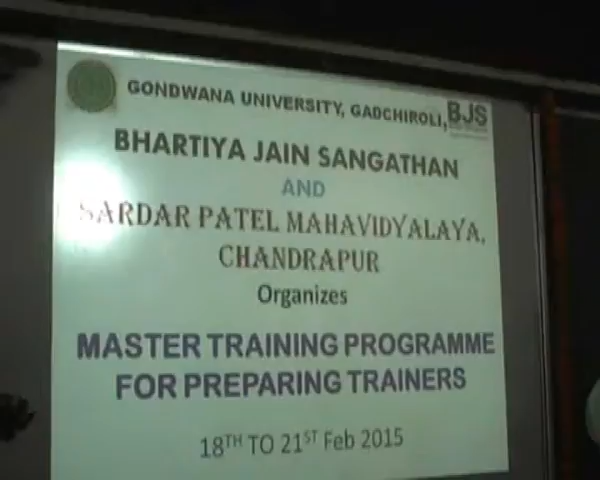 GONDWANA UNIVERSITY, GADCHIROLI,
BJS
BHARTIYA JAIN SANGATHAN
AND
SARDAR PATEL MAHAVIDYALAYA,
CHANDRAPUR
Organizes
MASTER TRAINING PROGRAMME
FOR PREPARING TRAINERS
18TH TO 21ST Feb 2015